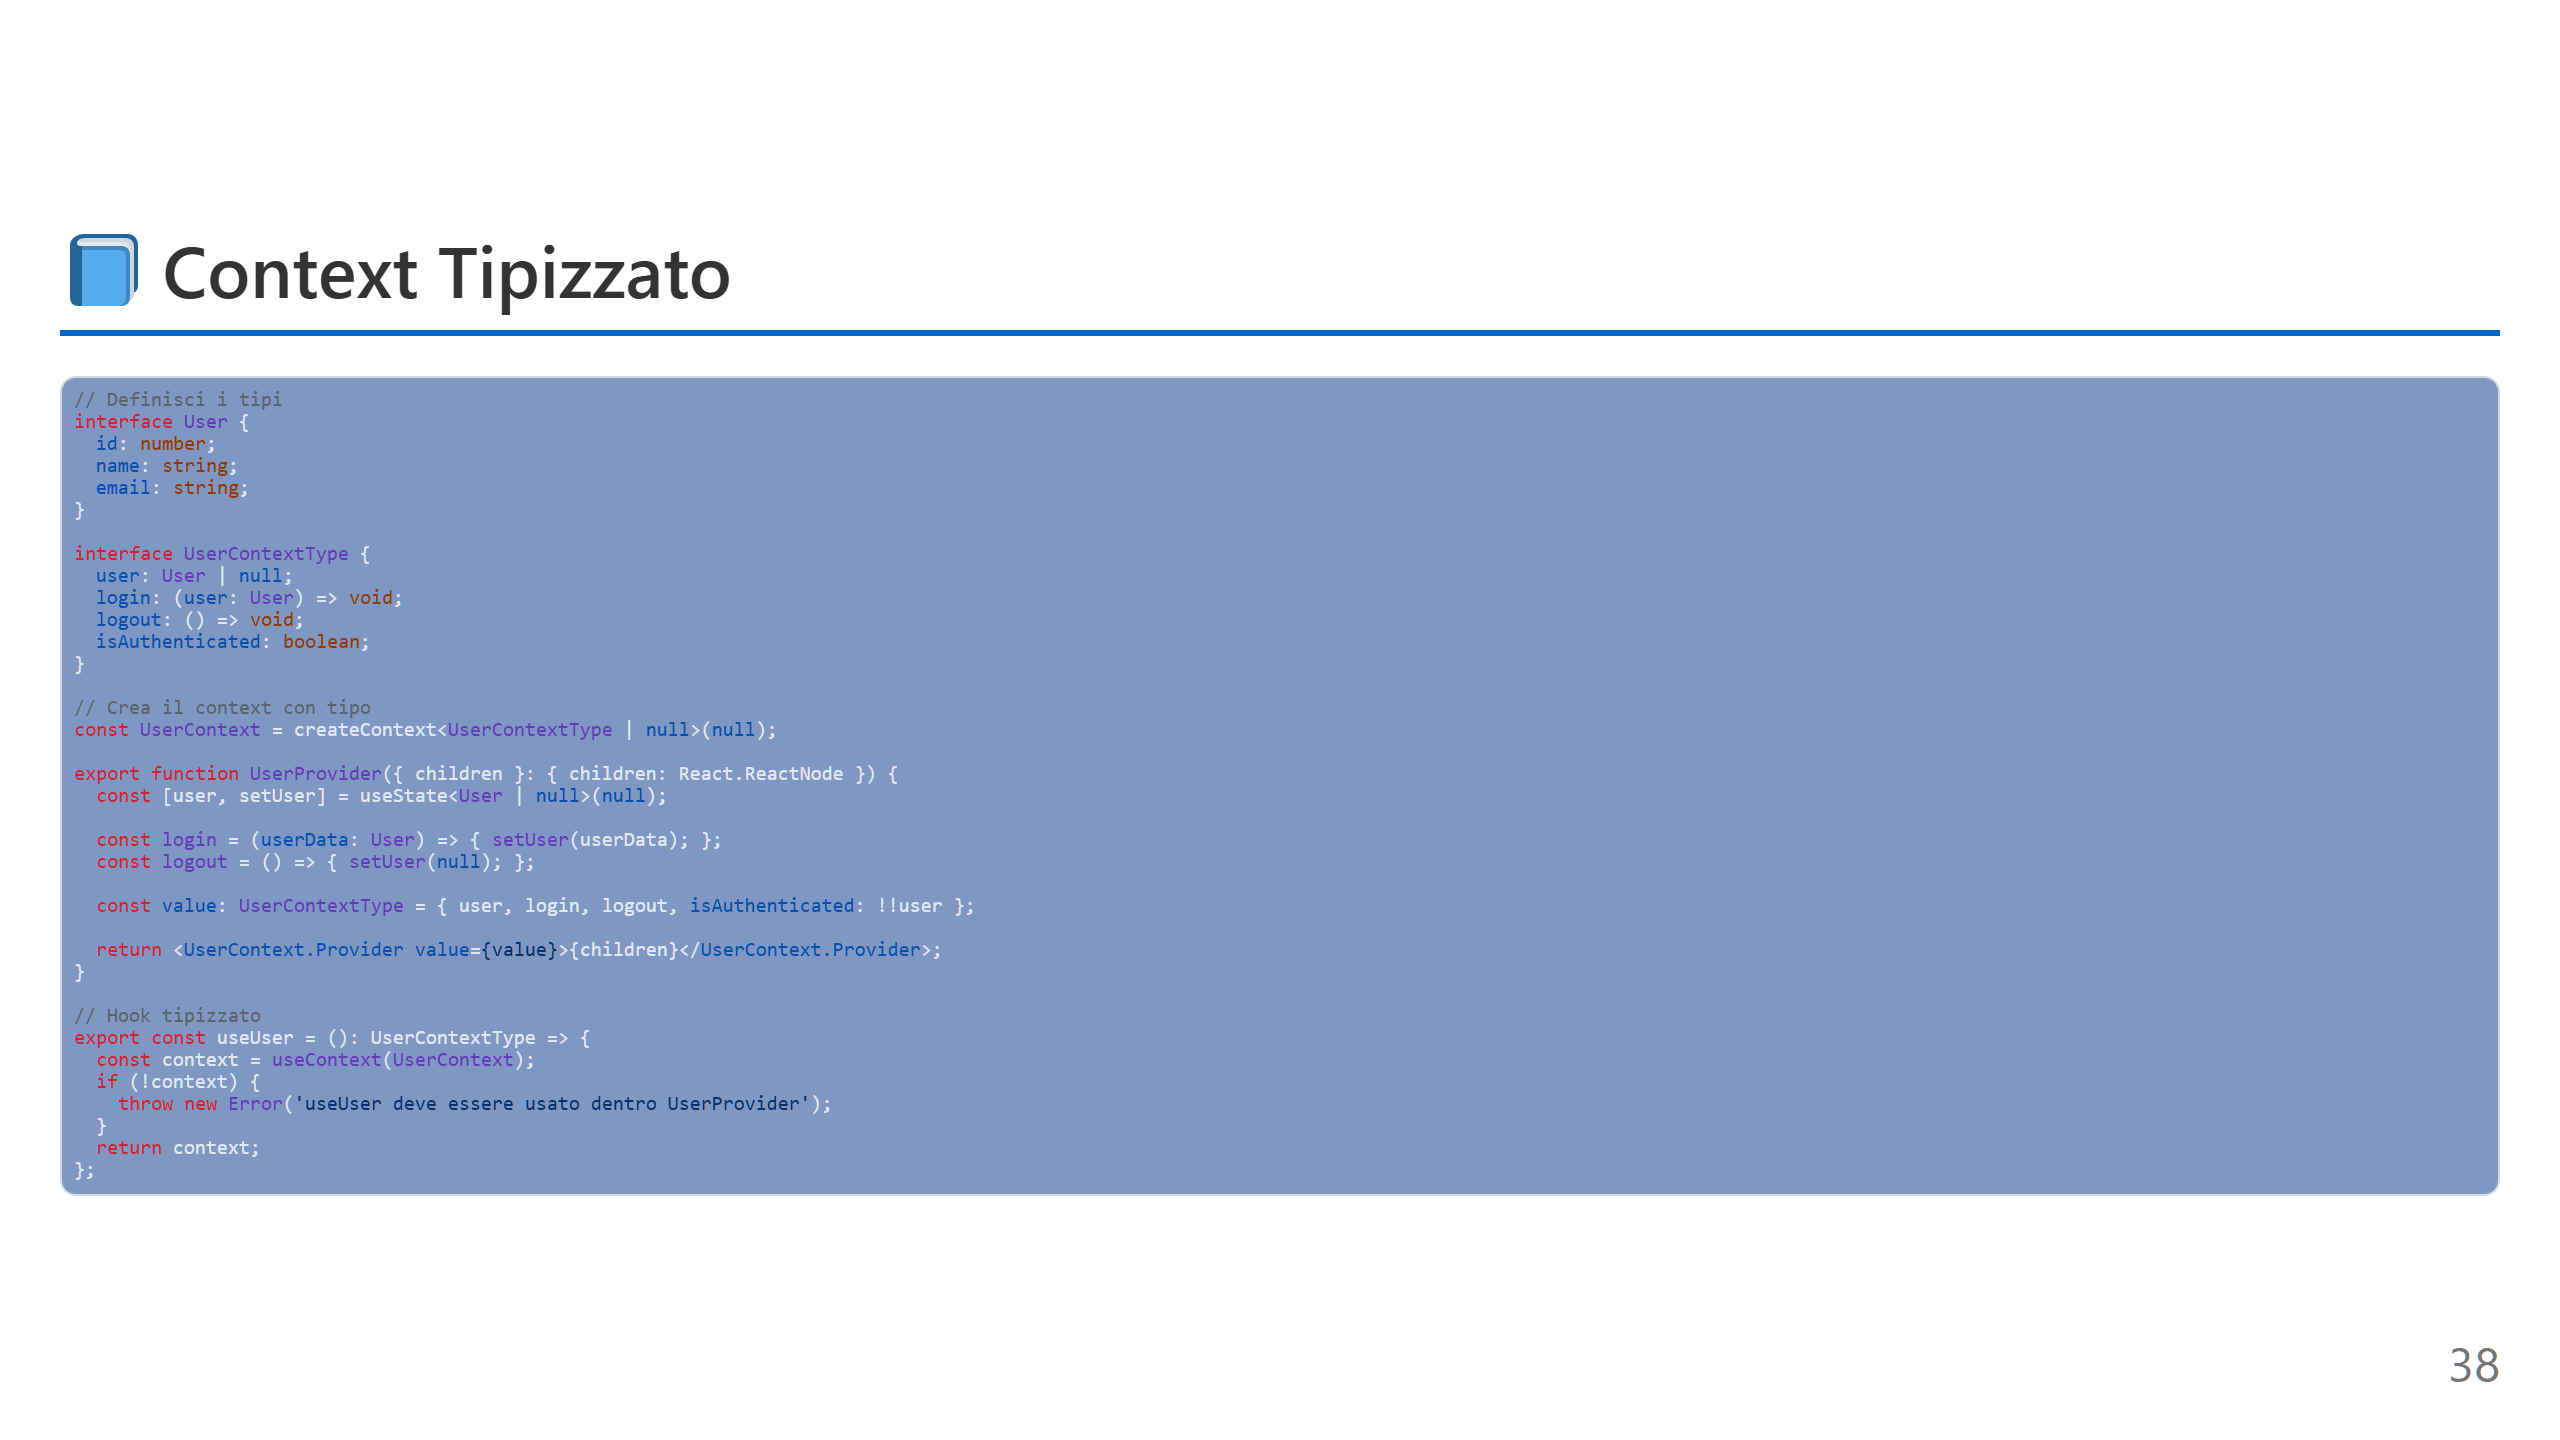 Context Tipizzato
// Definisci i tipi
interface User {
  id: number;
  name: string;
  email: string;
}

interface UserContextType {
  user: User | null;
  login: (user: User) => void;
  logout: () => void;
  isAuthenticated: boolean;
}

// Crea il context con tipo
const UserContext = createContext<UserContextType | null>(null);

export function UserProvider({ children }: { children: React.ReactNode }) {
  const [user, setUser] = useState<User | null>(null);

  const login = (userData: User) => { setUser(userData); };
  const logout = () => { setUser(null); };

  const value: UserContextType = { user, login, logout, isAuthenticated: !!user };

  return <UserContext.Provider value={value}>{children}</UserContext.Provider>;
}

// Hook tipizzato
export const useUser = (): UserContextType => {
  const context = useContext(UserContext);
  if (!context) {
    throw new Error('useUser deve essere usato dentro UserProvider');
  }
  return context;
};
38